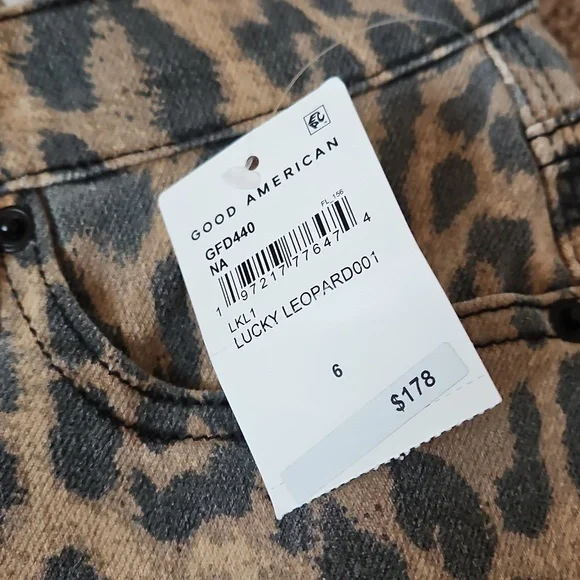 GOOD AMERICAN
GFD440
NA
FL_156
1 97217 77647 4
LKL1
LUCKY LEOPARD001
6
$178